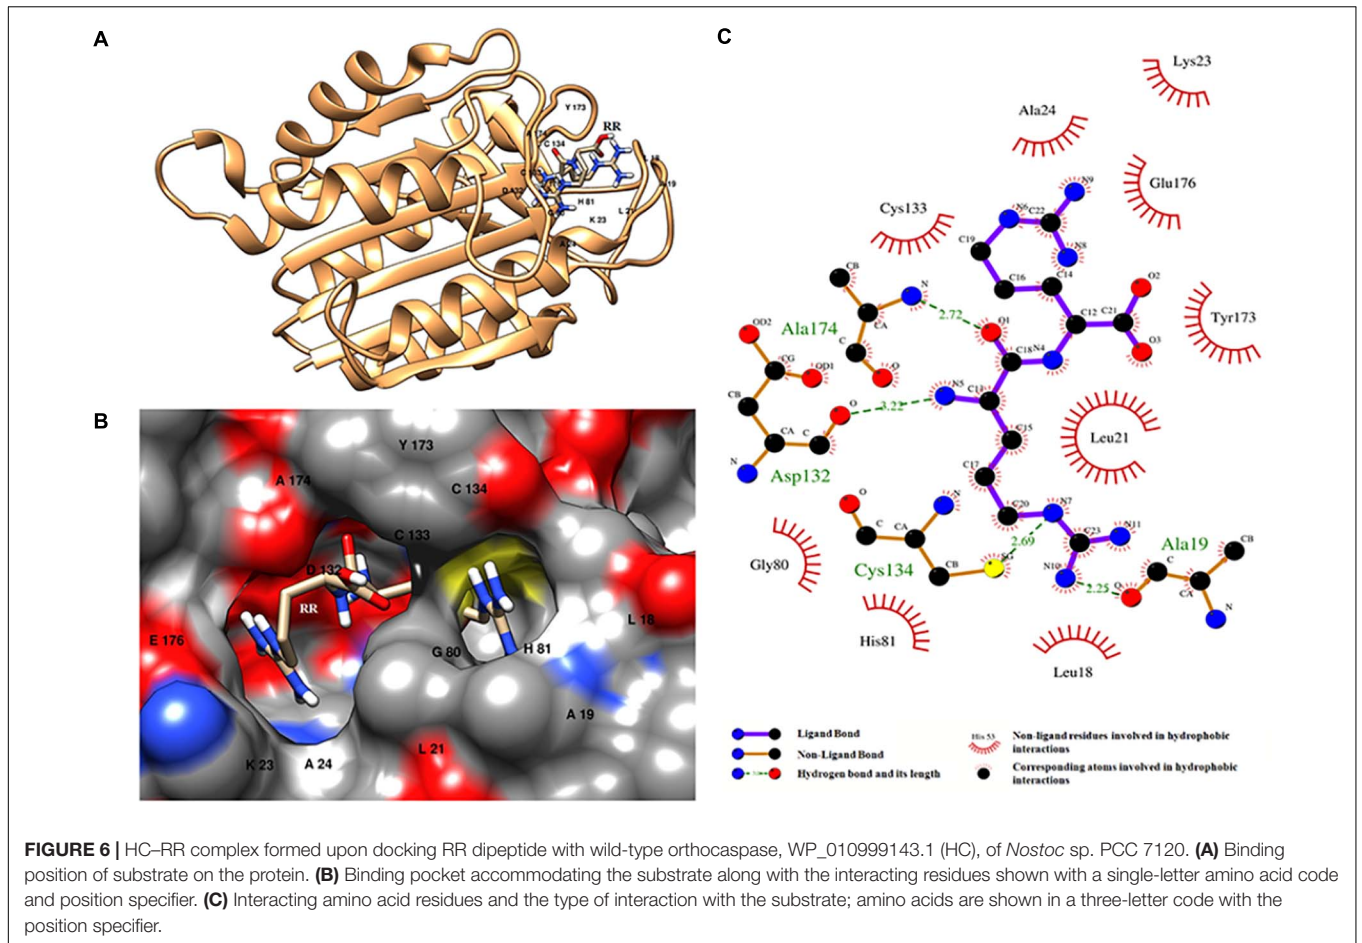 A
Y 173
RR
C 134
H 81
K 23
B
Y 173
A 174
C 134
C 133
D 132
RR
E 176
L 18
G 80
H 81
A 19
L 21
K 23
A 24
C
Lys23
Ala24
Glu176
Cys133
Tyr173
Leu21
Ala174
Asp132
Gly80
Cys134
His81
Ala19
Leu18
N9
N6
C22
C19
N8
C16
C14
O2
C12
C21
O3
O1
C18
N4
N5
C15
C17
C20
N7
C23
N11
N10
CB
N
CA
C
O
OD2
CG
OD1
CB
O
CA
C
N
O
C
CA
N
CB
SG
C
CB
O
CA
N
2.72
3.22
2.69
2.25
Ligand Bond
Non-Ligand Bond
Hydrogen bond and its length
His 53
Non-ligand residues involved in hydrophobic
interactions
Corresponding atoms involved in hydrophobic
interactions
FIGURE 6 | HC–RR complex formed upon docking RR dipeptide with wild-type orthocaspase, WP_010999143.1 (HC), of Nostoc sp. PCC 7120. (A) Binding
position of substrate on the protein. (B) Binding pocket accommodating the substrate along with the interacting residues shown with a single-letter amino acid code
and position specifier. (C) Interacting amino acid residues and the type of interaction with the substrate; amino acids are shown in a three-letter code with the
position specifier.